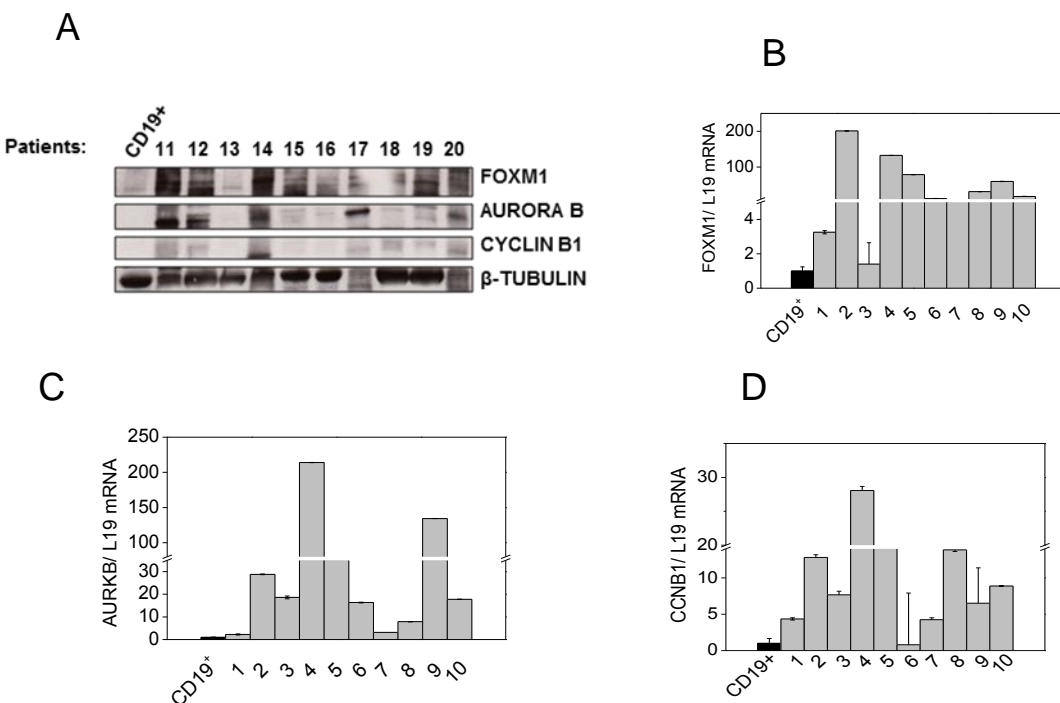 A
Patients: CD19+ 11 12 13 14 15 16 17 18 19 20
FOXM1
AURORA B
CYCLIN B1
β-TUBULIN
B
FOXM1/ L19 mRNA
200
100
4
2
0
CD19+ 1 2 3 4 5 6 7 8 9 10
C
AURKB/ L19 mRNA
250
200
150
100
30
20
10
0
CD19+ 1 2 3 4 5 6 7 8 9 10
D
CCNB1/ L19 mRNA
30
20
10
5
0
CD19+ 1 2 3 4 5 6 7 8 9 10